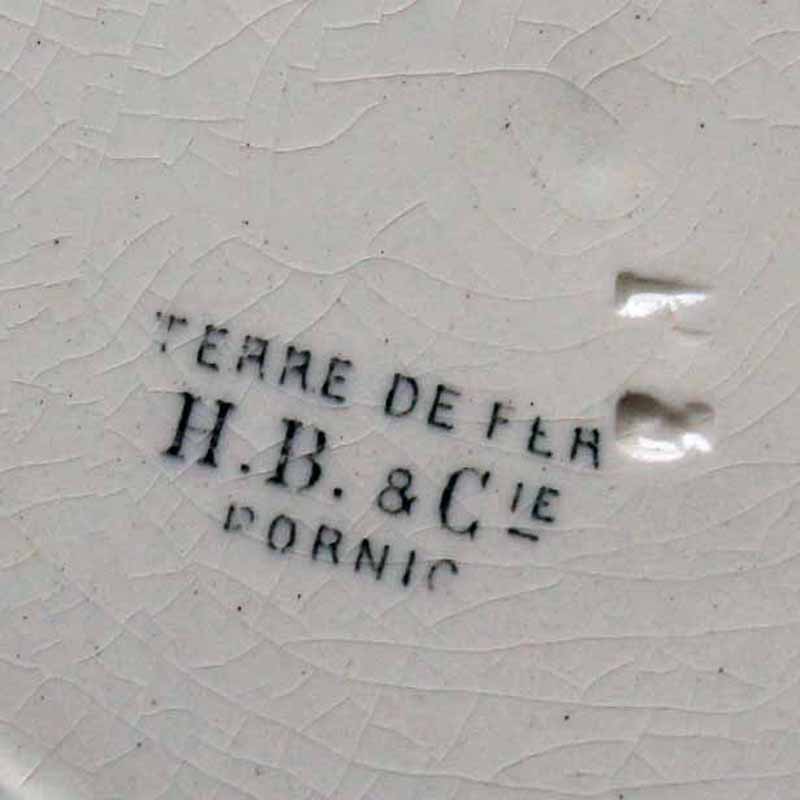 TERRE DE FER
H.B. & CIE
PORNIC